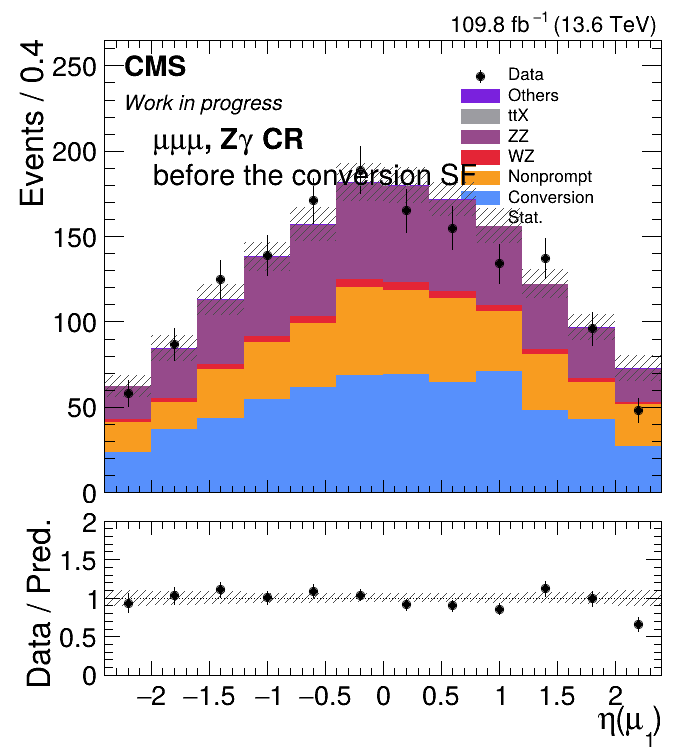 109.8 fb⁻¹ (13.6 TeV)
Events / 0.4
250
200
150
100
50
0
CMS
Work in progress
μμμ, Zγ CR
before the conversion SF
Data
Others
ttX
ZZ
WZ
Nonprompt
Conversion
Stat.
Data / Pred.
2
1.5
1
0.5
0
−2 −1.5 −1 −0.5 0 0.5 1 1.5 2
η(μ₁)